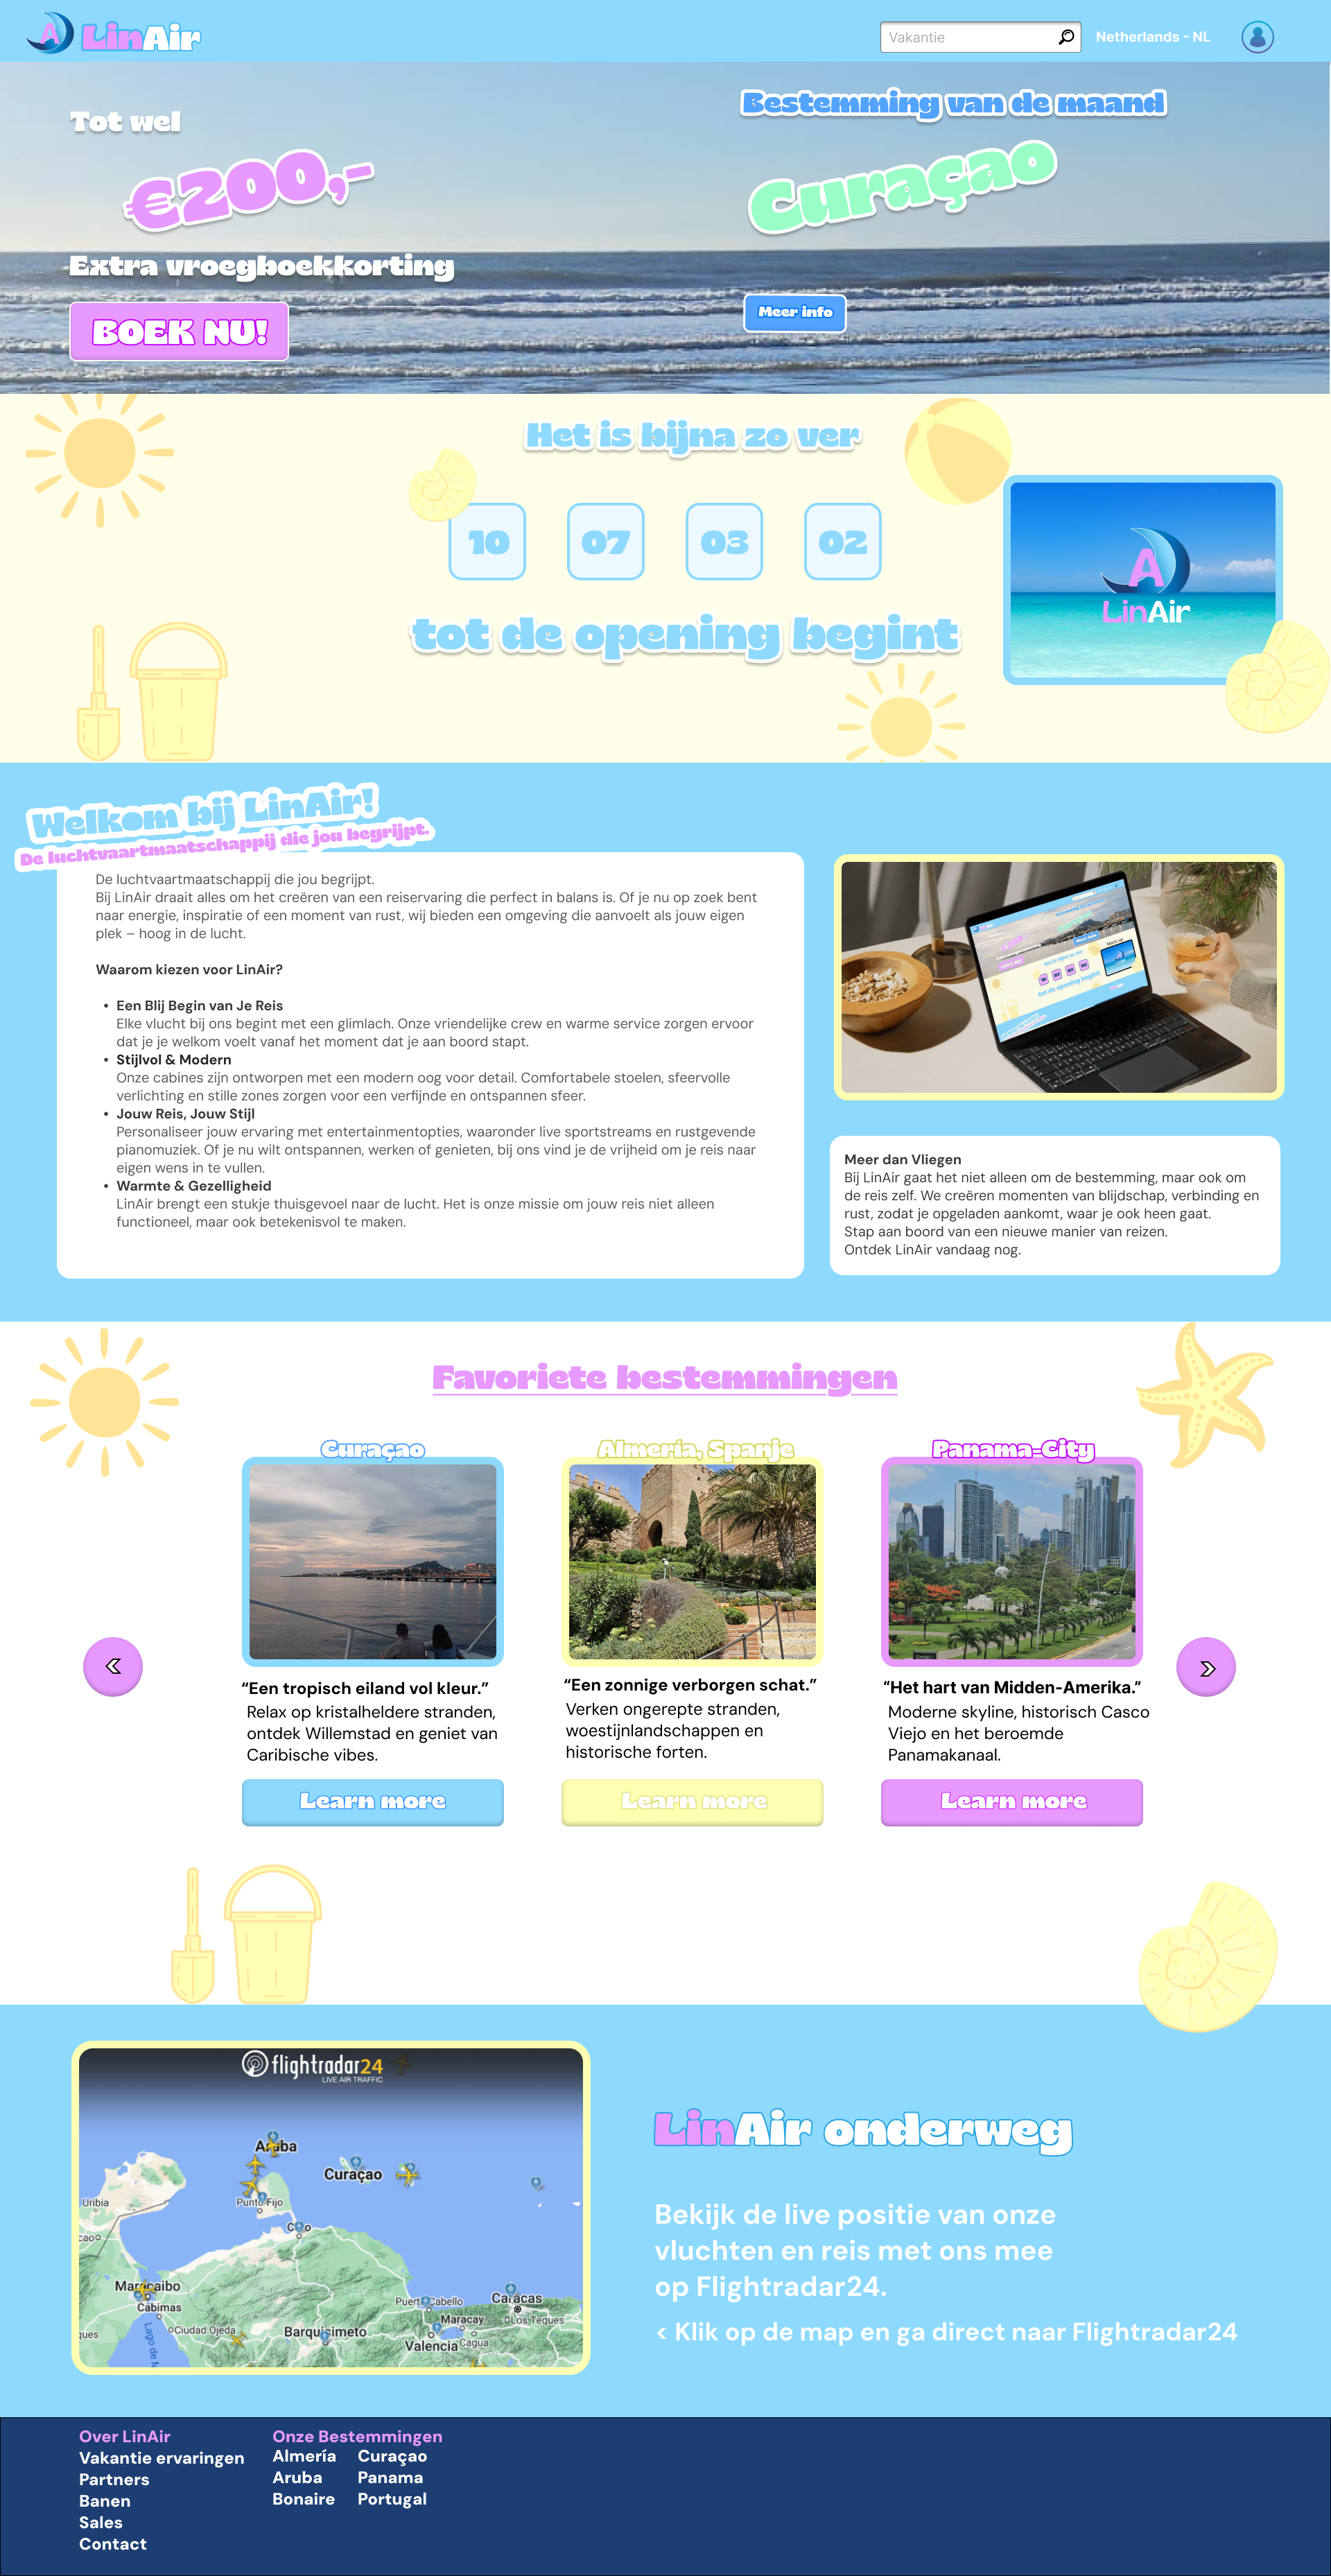 A LinAir
Vakantie
Netherlands - NL
Tot wel
€200,-
Extra vroegboekkorting
BOEK NU!
Bestemming van de maand
Curaçao
Meer info
Het is bijna zo ver
10 07 03 02
tot de opening begint
A
LinAir
Welkom bij LinAir!
De luchtvaartmaatschappij die jou begrijpt.
De luchtvaartmaatschappij die jou begrijpt.
Bij LinAir draait alles om het creëren van een reiservaring die perfect in balans is. Of je nu op zoek bent
naar energie, inspiratie of een moment van rust, wij bieden een omgeving die aanvoelt als jouw eigen
plek – hoog in de lucht.
Waarom kiezen voor LinAir?
• Een Blij Begin van Je Reis
Elke vlucht bij ons begint met een glimlach. Onze vriendelijke crew en warme service zorgen ervoor
dat je je welkom voelt vanaf het moment dat je aan boord stapt.
• Stijlvol & Modern
Onze cabines zijn ontworpen met een modern oog voor detail. Comfortabele stoelen, sfeervolle
verlichting en stille zones zorgen voor een verfijnde en ontspannen sfeer.
• Jouw Reis, Jouw Stijl
Personaliseer jouw ervaring met entertainmentopties, waaronder live sportstreams en rustgevende
pianomuziek. Of je nu wilt ontspannen, werken of genieten, bij ons vind je de vrijheid om je reis naar
eigen wens in te vullen.
• Warmte & Gezelligheid
LinAir brengt een stukje thuisgevoel naar de lucht. Het is onze missie om jouw reis niet alleen
functioneel, maar ook betekenisvol te maken.
Meer dan Vliegen
Bij LinAir gaat het niet alleen om de bestemming, maar ook om
de reis zelf. We creëren momenten van blijdschap, verbinding en
rust, zodat je opgeladen aankomt, waar je ook heen gaat.
Stap aan boord van een nieuwe manier van reizen.
Ontdek LinAir vandaag nog.
Favoriete bestemmingen
Curaçao
“Een tropisch eiland vol kleur.”
Relax op kristalheldere stranden,
ontdek Willemstad en geniet van
Caribische vibes.
Learn more
Almería, Spanje
“Een zonnige verborgen schat.”
Verken ongerepte stranden,
woestijnlandschappen en
historische forten.
Learn more
Panama-City
“Het hart van Midden-Amerika.”
Moderne skyline, historisch Casco
Viejo en het beroemde
Panamakanaal.
Learn more
flightradar24
LIVE AIR TRAFFIC
Aruba
Curaçao
Uribia
Punto Fijo
Coro
Maracaibo
Cabimas
Ciudad Ojeda
Barquisimeto
Puerto Cabello
Caracas
Maracay
Los Teques
Valencia
Cagua
Lago de
LinAir onderweg
Bekijk de live positie van onze
vluchten en reis met ons mee
op Flightradar24.
< Klik op de map en ga direct naar Flightradar24
Over LinAir
Vakantie ervaringen
Partners
Banen
Sales
Contact
Onze Bestemmingen
Almería Curaçao
Aruba Panama
Bonaire Portugal